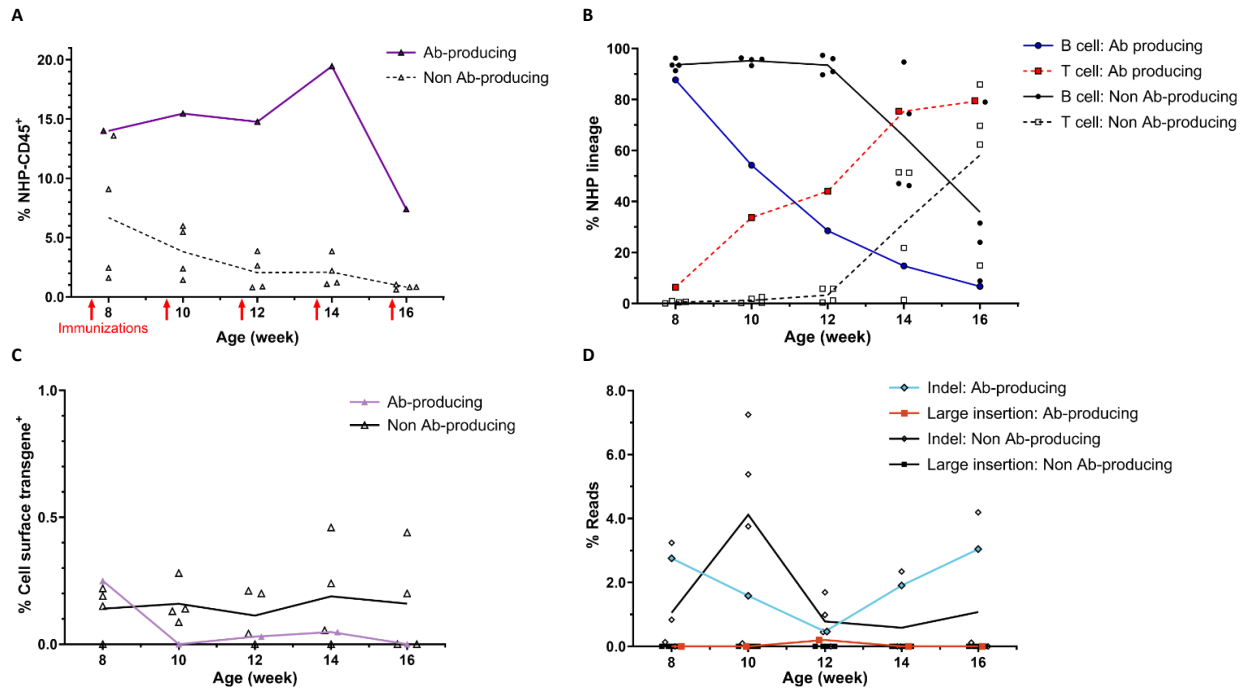 A
% NHP-CD45+
20.0
15.0
10.0
5.0
0.0
8
10
12
14
16
Immunizations
Age (week)
Ab-producing
Non Ab-producing
B
% NHP lineage
100
80
60
40
20
0
8
10
12
14
16
Age (week)
B cell: Ab producing
T cell: Ab producing
B cell: Non Ab-producing
T cell: Non Ab-producing
C
% Cell surface transgene+
1.0
0.5
0.0
8
10
12
14
16
Age (week)
Ab-producing
Non Ab-producing
D
% Reads
8.0
6.0
4.0
2.0
0.0
8
10
12
14
16
Age (week)
Indel: Ab-producing
Large insertion: Ab-producing
Indel: Non Ab-producing
Large insertion: Non Ab-producing